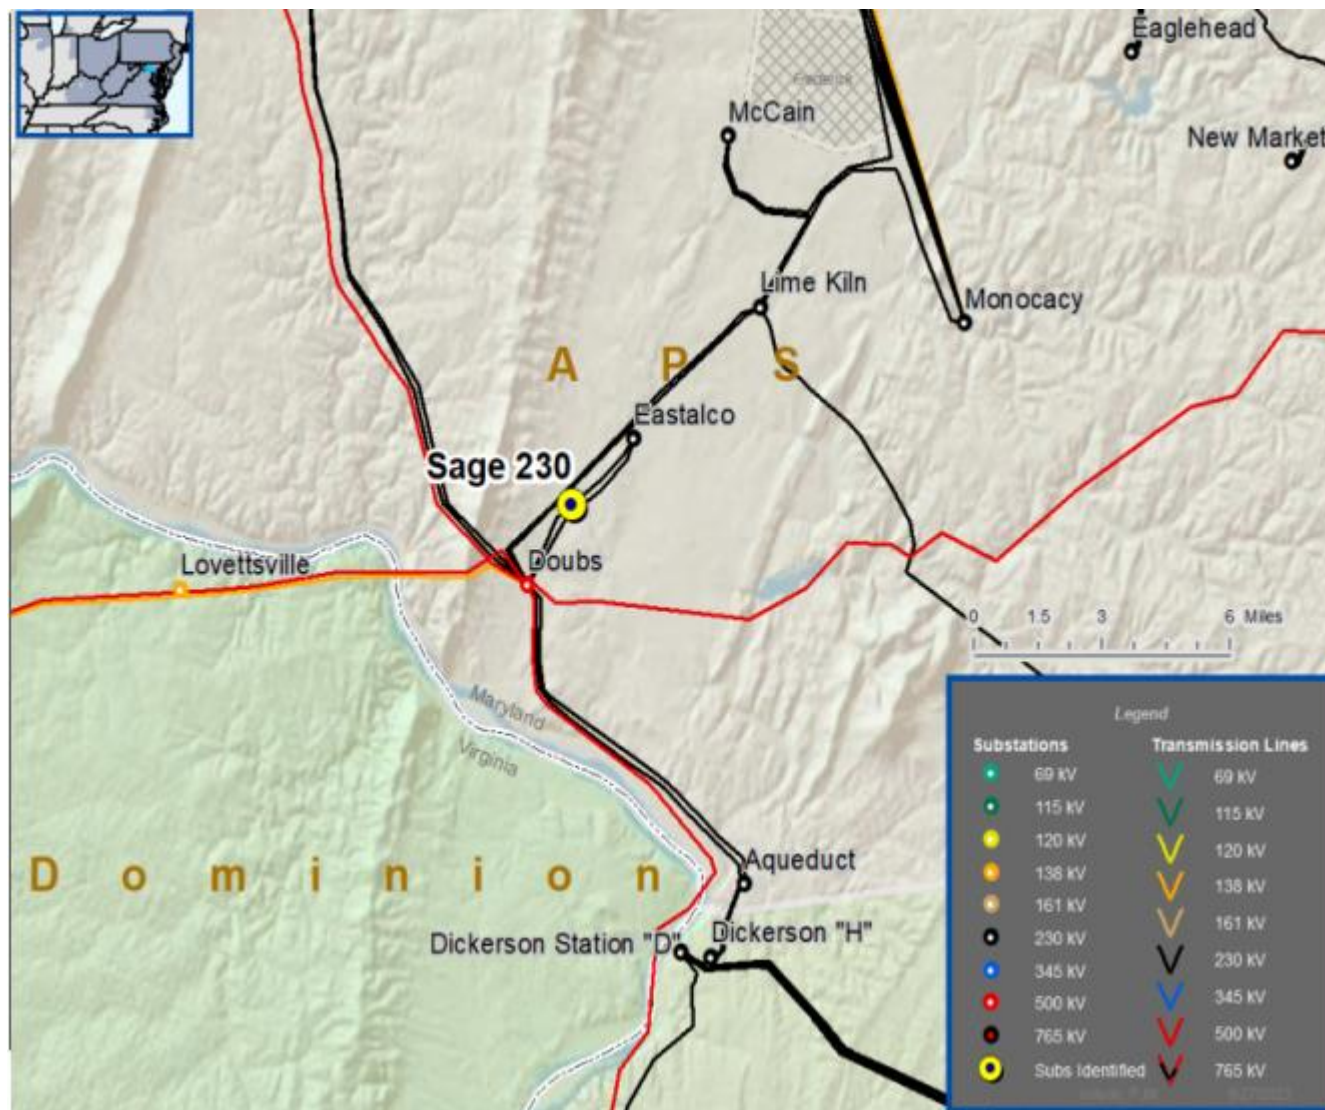 Eaglehead
Frederick
McCain
New Market
Lime Kiln
Monocacy
A P S
Eastalco
Sage 230
Doubs
Lovettsville
0 1.5 3 6 Miles
Maryland
Virginia
Dominion
Aqueduct
Dickerson Station "D"
Dickerson "H"
Legend
Substations
69 kV
115 kV
120 kV
138 kV
161 kV
230 kV
345 kV
500 kV
765 kV
Subs Identified
Transmission Lines
69 kV
115 kV
120 kV
138 kV
161 kV
230 kV
345 kV
500 kV
765 kV